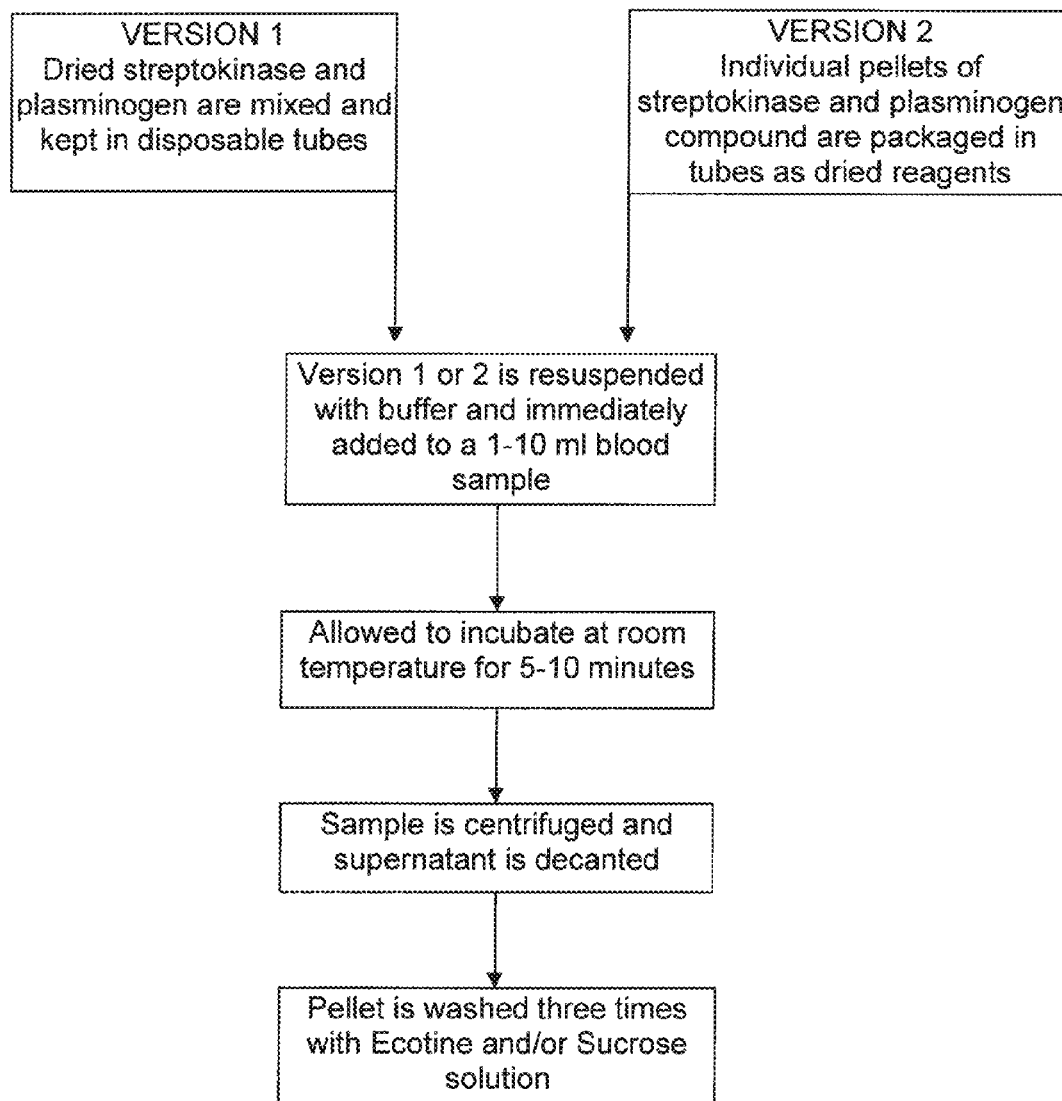 VERSION 1
Dried streptokinase and
plasminogen are mixed and
kept in disposable tubes
VERSION 2
Individual pellets of
streptokinase and plasminogen
compound are packaged in
tubes as dried reagents
Version 1 or 2 is resuspended
with buffer and immediately
added to a 1-10 ml blood
sample
Allowed to incubate at room
temperature for 5-10 minutes
Sample is centrifuged and
supernatant is decanted
Pellet is washed three times
with Ecotine and/or Sucrose
solution